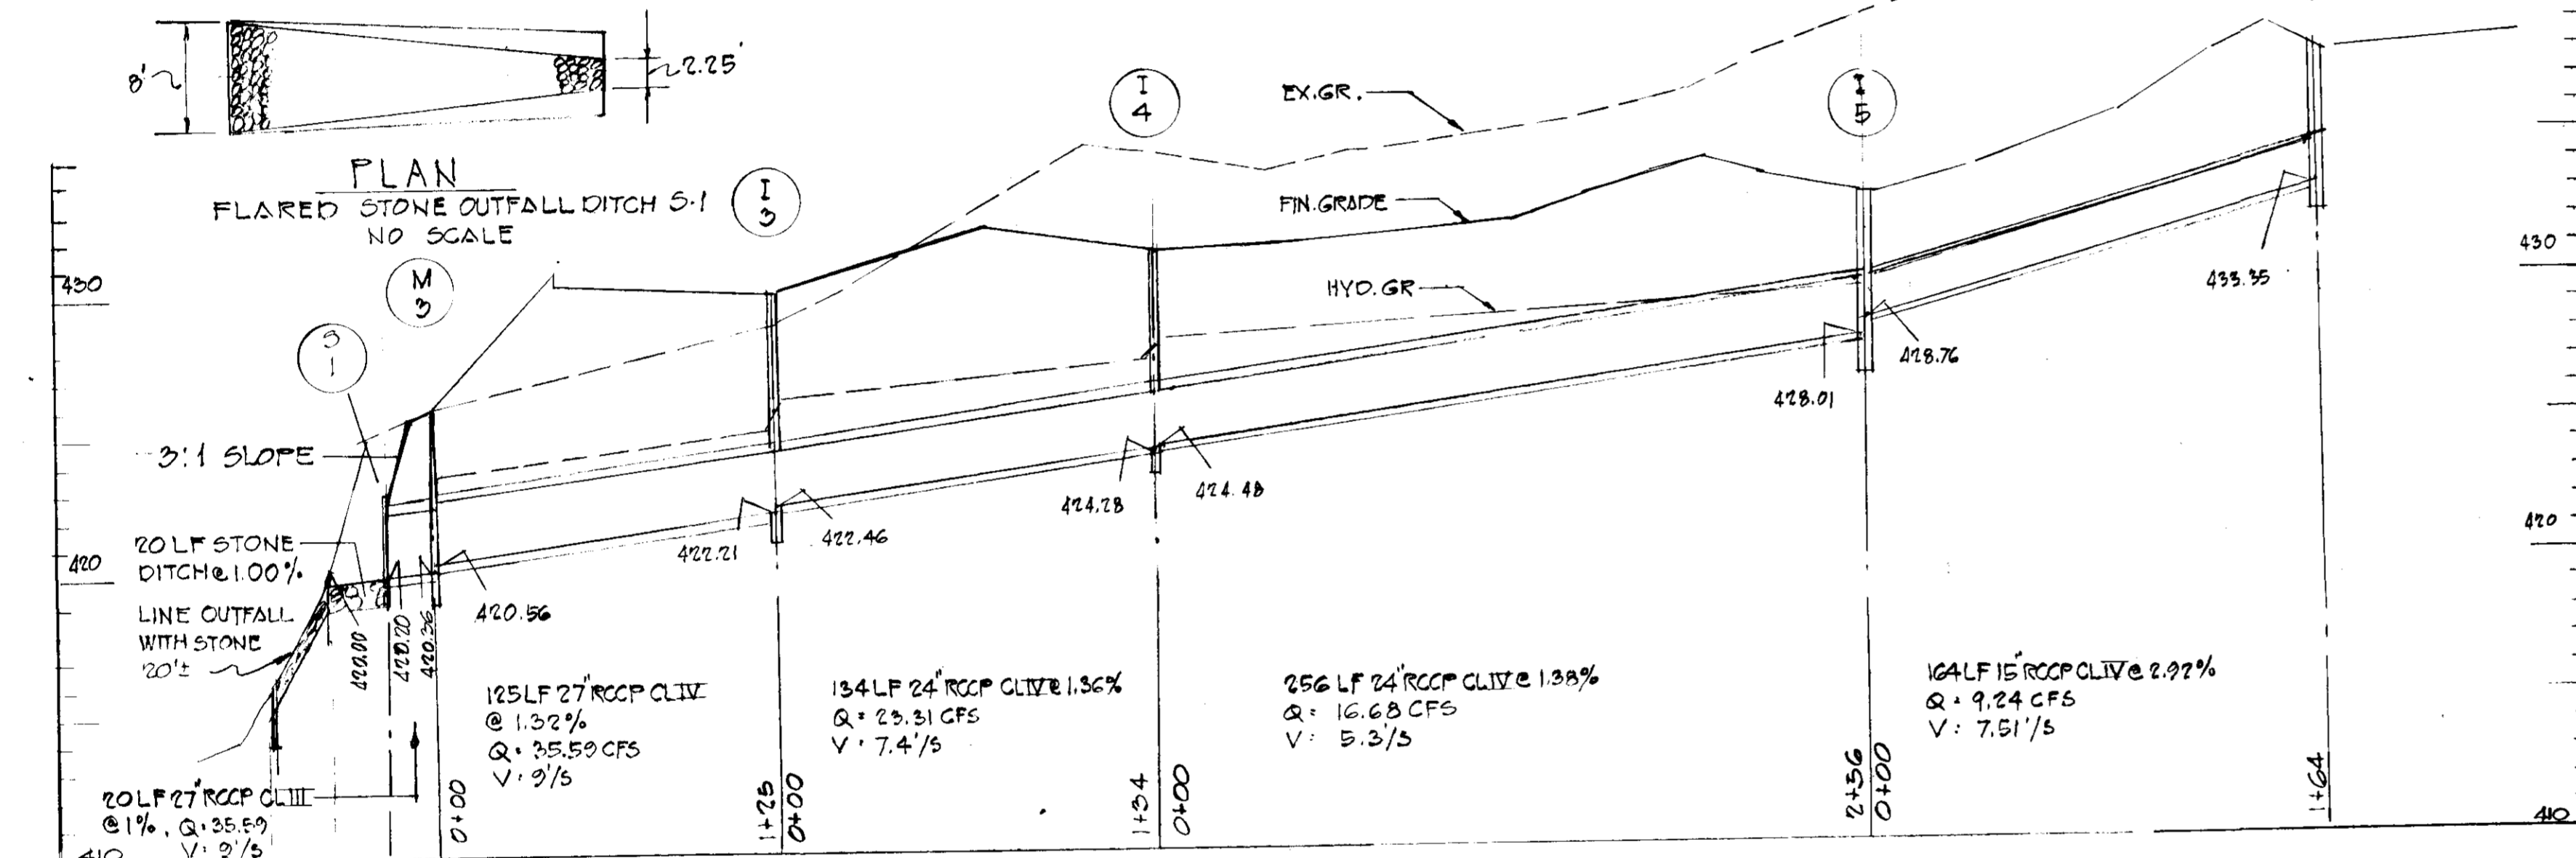 8'
2.25'
PLAN
FLARED STONE OUTFALL DITCH S-1
NO SCALE
I
3
I
4
I
5
M
3
S
1
EX.GR.
FIN.GRADE
HYD.GR
430
430
420
420
410
410
3:1 SLOPE
20 LF STONE
DITCH @ 1.00%
LINE OUTFALL
WITH STONE
20'±
420.00
420.20
420.36
420.56
422.21
422.46
424.28
424.48
428.01
428.76
433.35
20 LF 27" RCCP CL III
@ 1%, Q=35.59
V= 9'/S
125 LF 27" RCCP CL IV
@ 1.32%
Q= 35.59 CFS
V= 9'/S
134 LF 24" RCCP CL IV @ 1.36%
Q= 23.31 CFS
V= 7.4'/S
256 LF 24" RCCP CL IV @ 1.38%
Q= 16.68 CFS
V= 5.3'/S
164 LF 15" RCCP CL IV @ 2.92%
Q= 9.24 CFS
V= 7.51'/S
0+00
1+25
0+00
1+34
0+00
2+56
0+00
1+64